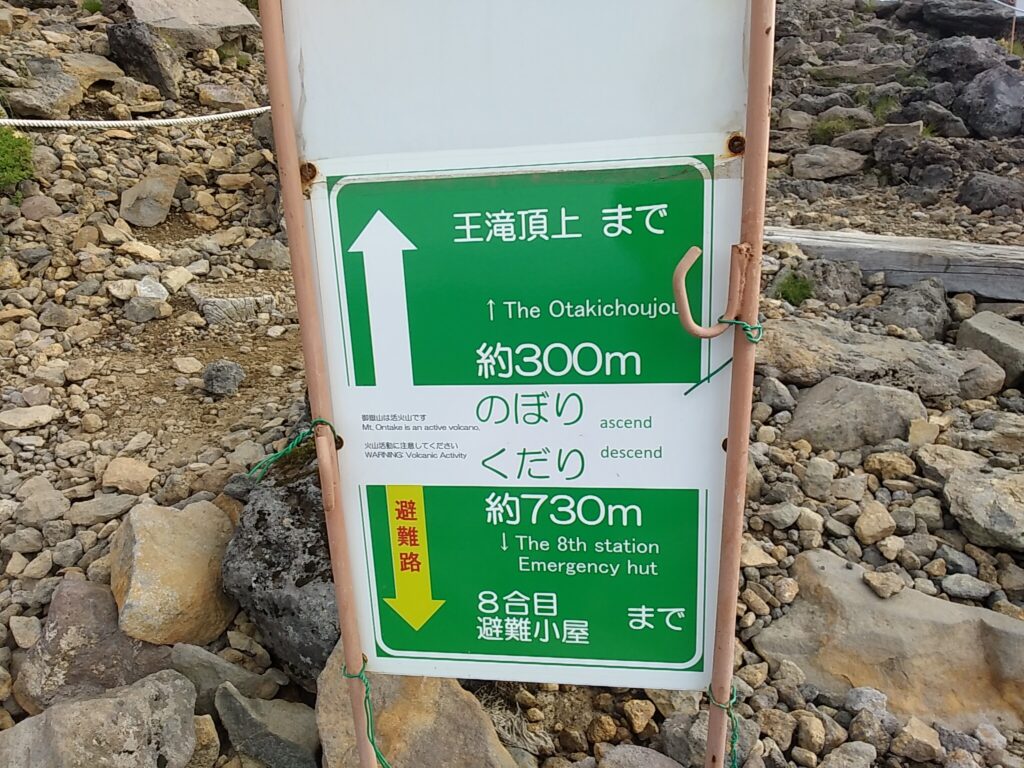 王滝頂上 まで
↑ The Otakichoujou
約300m
のぼり ascend
御嶽山は活火山です
Mt. Ontake is an active volcano.
火山活動に注意してください
WARNING: Volcanic Activity
くだり descend
避難路
約730m
↓ The 8th station
Emergency hut
8合目
避難小屋 まで